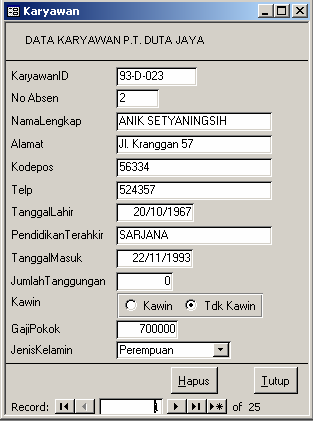 Karyawan
DATA KARYAWAN P.T. DUTA JAYA
KaryawanID 93-D-023
No Absen 2
NamaLengkap ANIK SETYANINGSIH
Alamat Jl. Kranggan 57
Kodepos 56334
Telp 524357
TanggalLahir 20/10/1967
PendidikanTerahkir SARJANA
TanggalMasuk 22/11/1993
JumlahTanggungan 0
Kawin Kawin Tdk Kawin
GajiPokok 700000
JenisKelamin Perempuan
Hapus Tutup
Record: of 25